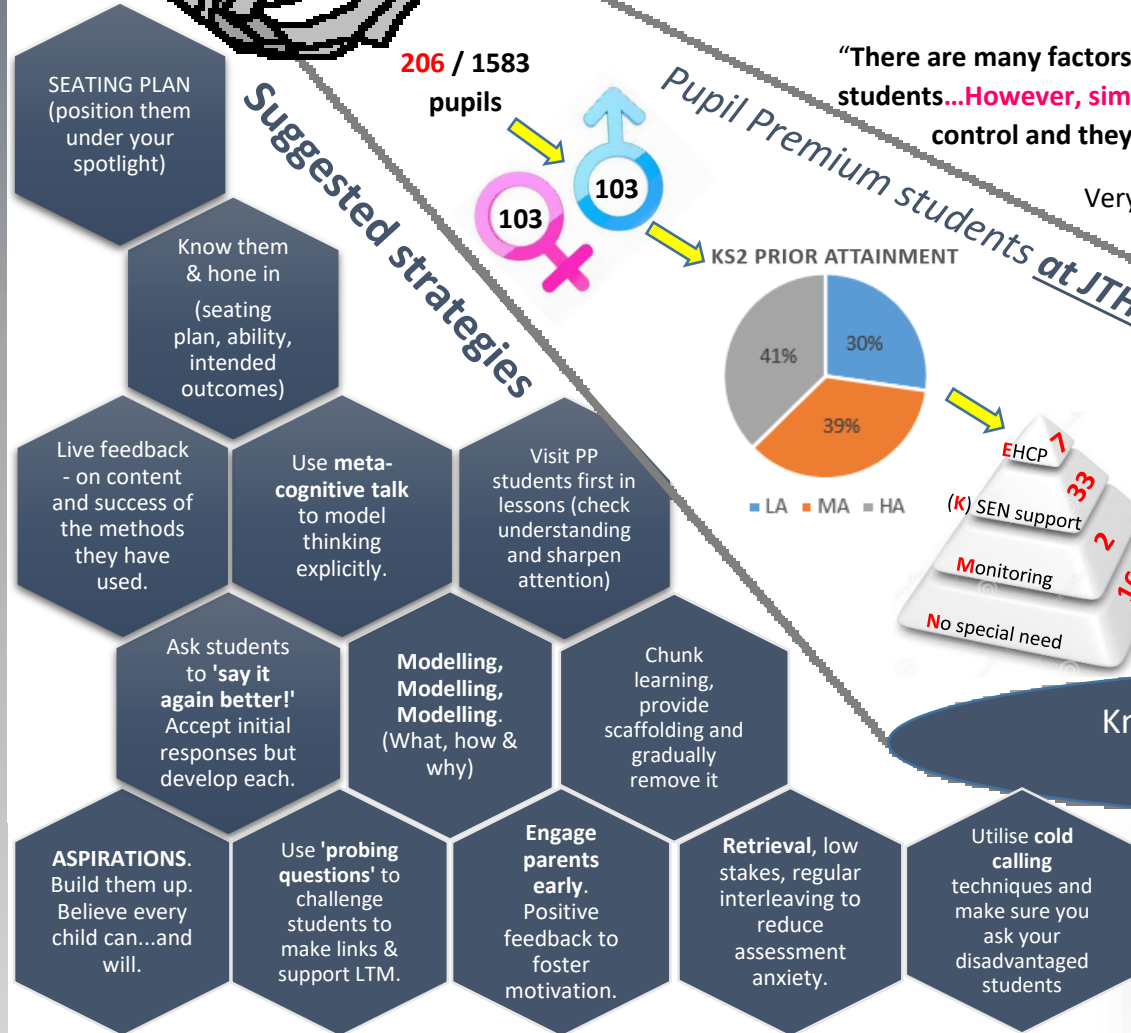 SEATING PLAN
(position them
under your
spotlight)
Know them
& hone in
(seating
plan, ability,
intended
outcomes)
Live feedback
- on content
and success of
the methods
they have
used.
Use meta-
cognitive talk
to model
thinking
explicitly.
Visit PP
students first in
lessons (check
understanding
and sharpen
attention)
Ask students
to 'say it
again better!'
Accept initial
responses but
develop each.
Modelling,
Modelling,
Modelling.
(What, how &
why)
Chunk
learning,
provide
scaffolding and
gradually
remove it
ASPIRATIONS.
Build them up.
Believe every
child can...and
will.
Use 'probing
questions' to
challenge
students to
make links &
support LTM.
Engage
parents
early.
Positive
feedback to
foster
motivation.
Retrieval, low
stakes, regular
interleaving to
reduce
assessment
anxiety.
Utilise cold
calling
techniques and
make sure you
ask your
disadvantaged
students
Suggested strategies
206 / 1583
pupils
103
103
Pupil Premium students at JTH
"There are many factors
students...However, sim
control and they
Very
KS2 PRIOR ATTAINMENT
41%
30%
39%
LA MA HA
EHCP 7
(K) SEN support 33
Monitoring 2
No special need